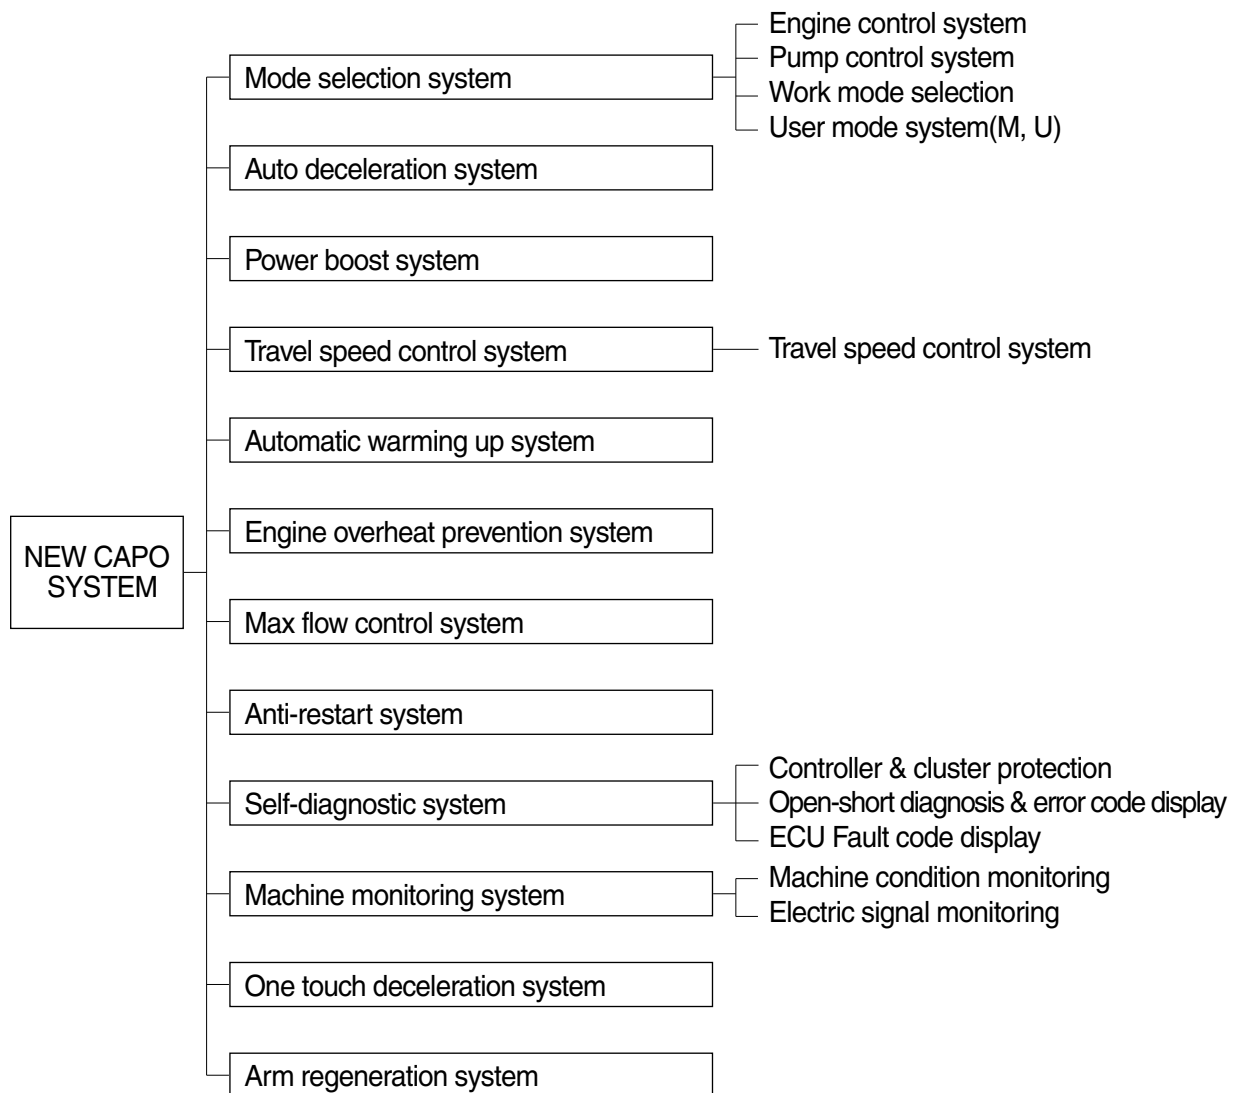 Engine control system
Pump control system
Mode selection system
Work mode selection
User mode system(M, U)
Auto deceleration system
Power boost system
Travel speed control system
Travel speed control system
Automatic warming up system
Engine overheat prevention system
NEW CAPO
SYSTEM
Max flow control system
Anti-restart system
Controller & cluster protection
Self-diagnostic system
Open-short diagnosis & error code display
ECU Fault code display
Machine condition monitoring
Machine monitoring system
Electric signal monitoring
One touch deceleration system
Arm regeneration system